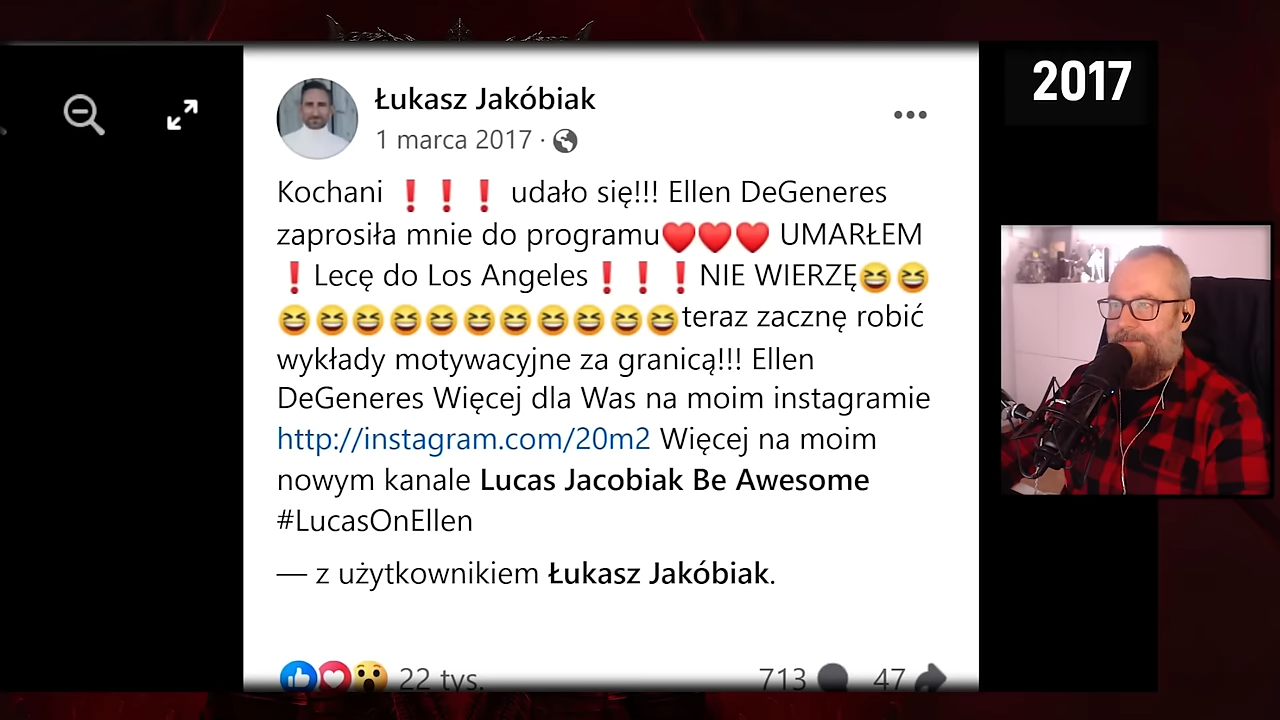 2017
Łukasz Jakóbiak
1 marca 2017 ·
Kochani ❗❗❗ udało się!!! Ellen DeGeneres
zaprosiła mnie do programu❤️❤️❤️ UMARŁEM
❗Lecę do Los Angeles❗❗❗NIE WIERZĘ😆😆
😆😆😆😆😆😆😆😆😆😆😆teraz zacznę robić
wykłady motywacyjne za granicą!!! Ellen
DeGeneres Więcej dla Was na moim instagramie
http://instagram.com/20m2 Więcej na moim
nowym kanale Lucas Jacobiak Be Awesome
#LucasOnEllen
— z użytkownikiem Łukasz Jakóbiak.
22 tys.
713
47